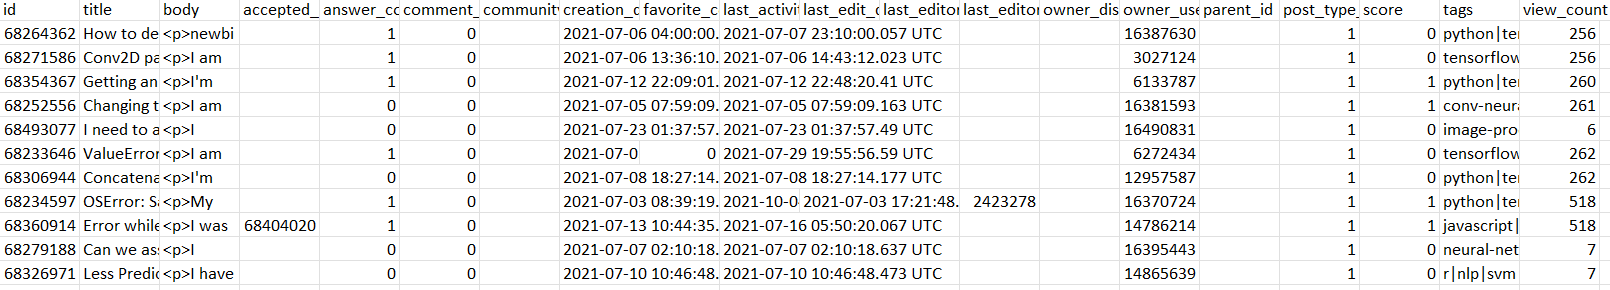 id title body accepted_ answer_cc comment_ community creation_c favorite_c last_activi last_edit_c last_editor last_editor owner_dis owner_use parent_id post_type_ score tags view_count
68264362 How to de <p>newbi 1 0 2021-07-06 04:00:00. 2021-07-07 23:10:00.057 UTC 16387630 1 0 python|ter 256
68271586 Conv2D pa <p>I am 1 0 2021-07-06 13:36:10. 2021-07-06 14:43:12.023 UTC 3027124 1 0 tensorflow 256
68354367 Getting an <p>I'm 1 0 2021-07-12 22:09:01. 2021-07-12 22:48:20.41 UTC 6133787 1 1 python|ter 260
68252556 Changing t <p>I am 0 0 2021-07-05 07:59:09. 2021-07-05 07:59:09.163 UTC 16381593 1 1 conv-neura 261
68493077 I need to a <p>I 0 0 2021-07-23 01:37:57. 2021-07-23 01:37:57.49 UTC 16490831 1 0 image-pro 6
68233646 ValueError <p>I am 1 0 2021-07-0 0 2021-07-29 19:55:56.59 UTC 6272434 1 0 tensorflow 262
68306944 Concatena <p>I'm 0 0 2021-07-08 18:27:14. 2021-07-08 18:27:14.177 UTC 12957587 1 0 python|ter 262
68234597 OSError: Sa <p>My 1 0 2021-07-03 08:39:19. 2021-10-0 2021-07-03 17:21:48. 2423278 16370724 1 1 python|ter 518
68360914 Error while <p>I was 68404020 1 0 2021-07-13 10:44:35. 2021-07-16 05:50:20.067 UTC 14786214 1 1 javascript| 518
68279188 Can we ass <p>I 0 0 2021-07-07 02:10:18. 2021-07-07 02:10:18.637 UTC 16395443 1 0 neural-net 7
68326971 Less Predic <p>I have 0 0 2021-07-10 10:46:48. 2021-07-10 10:46:48.473 UTC 14865639 1 0 r|nlp|svm 7